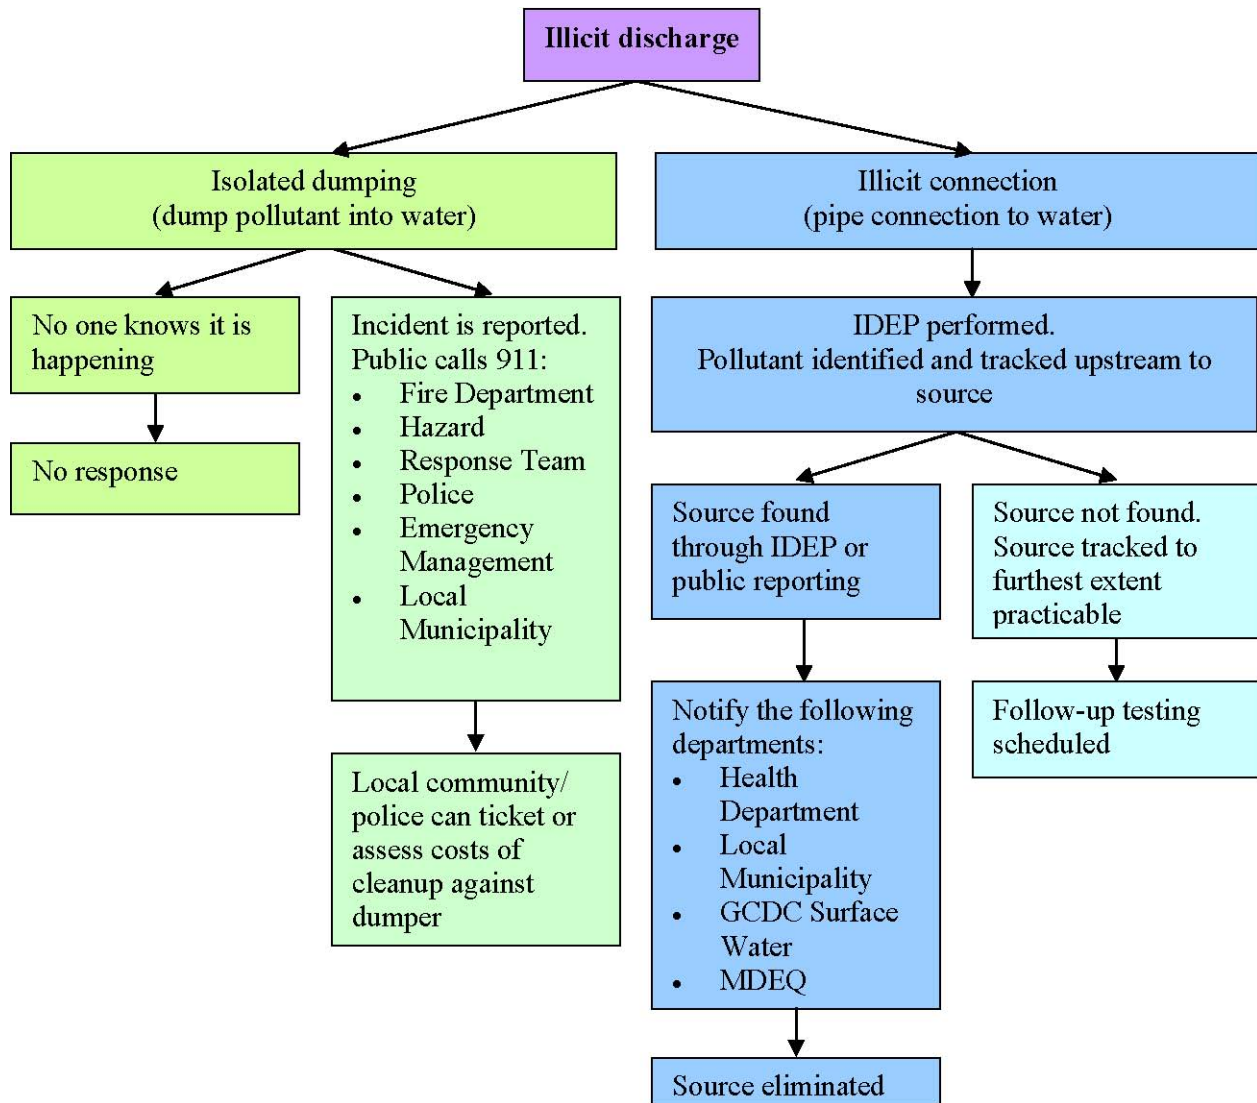 Illicit discharge
Isolated dumping
(dump pollutant into water)
Illicit connection
(pipe connection to water)
No one knows it is
happening
No response
Incident is reported.
Public calls 911:
• Fire Department
• Hazard
• Response Team
• Police
• Emergency
Management
• Local
Municipality
Local community/
police can ticket or
assess costs of
cleanup against
dumper
IDEP performed.
Pollutant identified and tracked upstream to
source
Source found
through IDEP or
public reporting
Notify the following
departments:
• Health
Department
• Local
Municipality
• GCDC Surface
Water
• MDEQ
Source eliminated
Source not found.
Source tracked to
furthest extent
practicable
Follow-up testing
scheduled